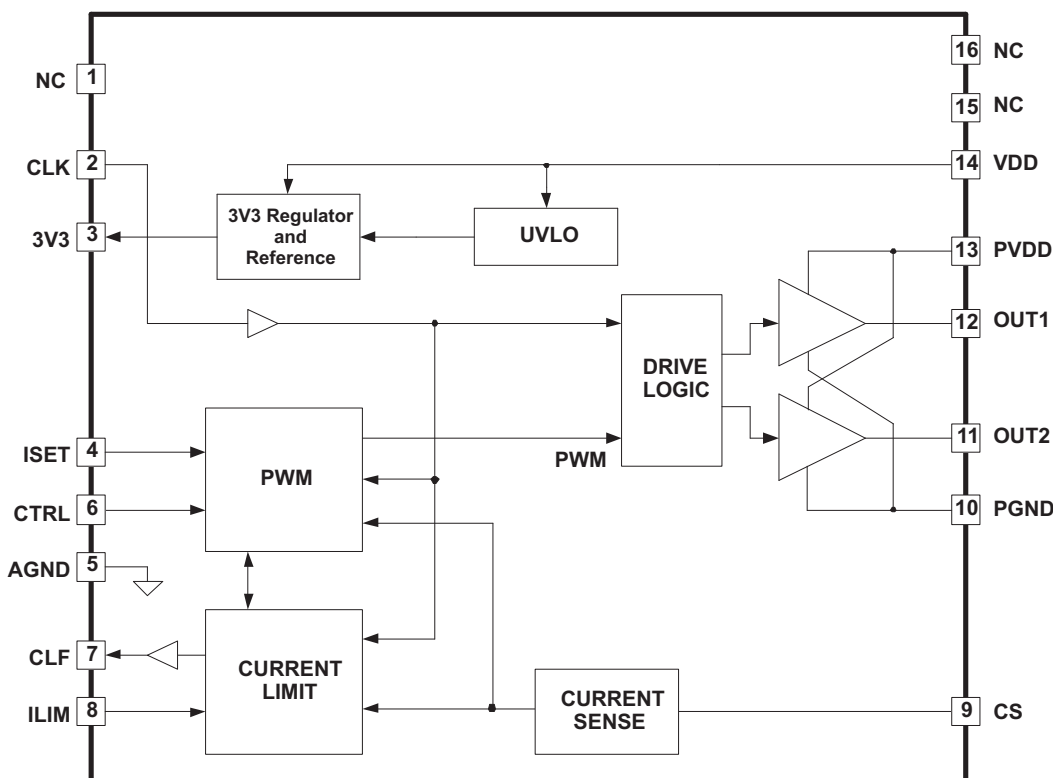 NC 1
CLK 2
3V3 3
ISET 4
CTRL 6
AGND 5
CLF 7
ILIM 8
3V3 Regulator
and
Reference
UVLO
PWM
PWM
CURRENT
LIMIT
CURRENT
SENSE
DRIVE
LOGIC
16 NC
15 NC
14 VDD
13 PVDD
12 OUT1
11 OUT2
10 PGND
9 CS